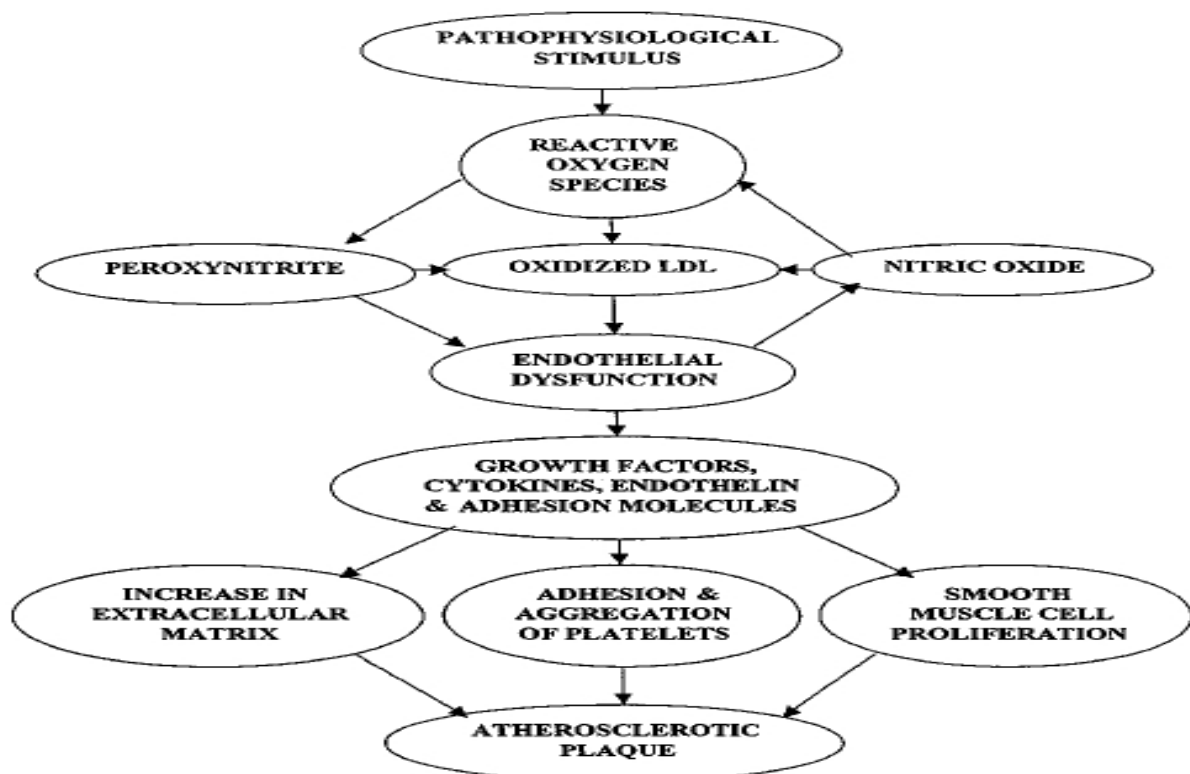 PATHOPHYSIOLOGICAL
STIMULUS
REACTIVE
OXYGEN
SPECIES
PEROXYNITRITE
OXIDIZED LDL
NITRIC OXIDE
ENDOTHELIAL
DYSFUNCTION
GROWTH FACTORS,
CYTOKINES, ENDOTHELIN
& ADHESION MOLECULES
INCREASE IN
EXTRACELLULAR
MATRIX
ADHESION &
AGGREGATION
OF PLATELETS
SMOOTH
MUSCLE CELL
PROLIFERATION
ATHEROSCLEROTIC
PLAQUE